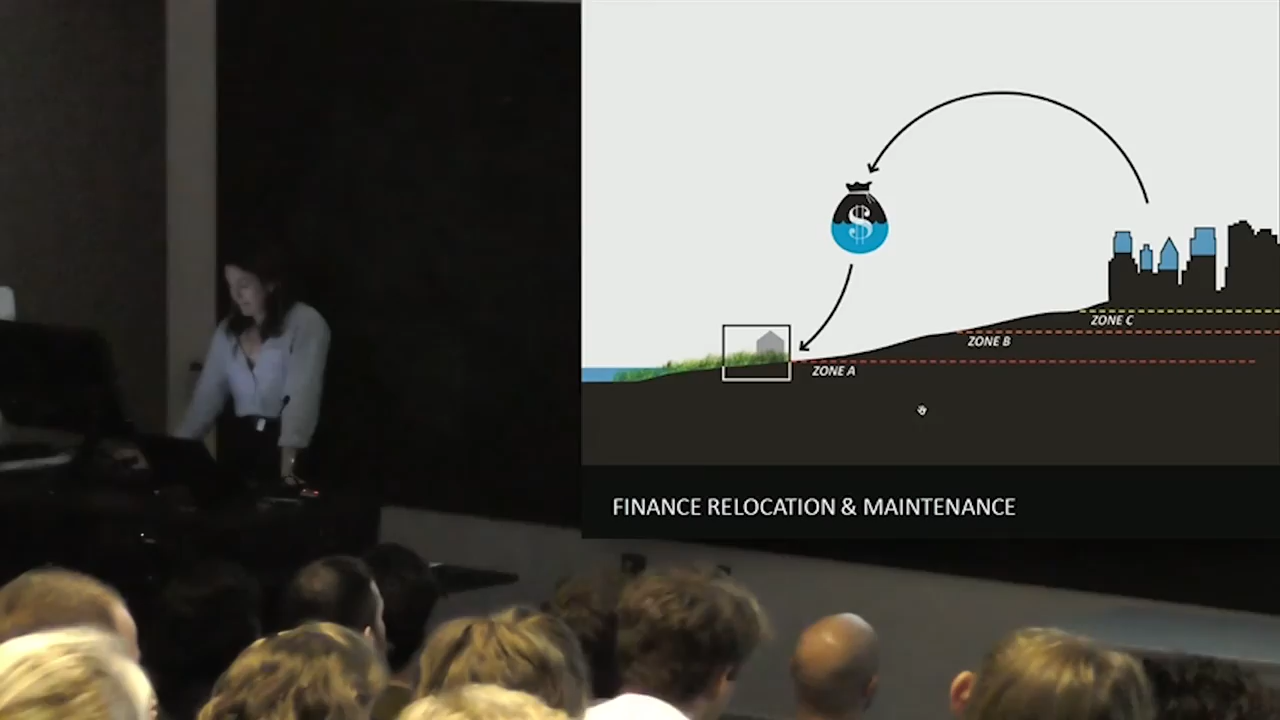 $
ZONE C
ZONE B
ZONE A
FINANCE RELOCATION & MAINTENANCE